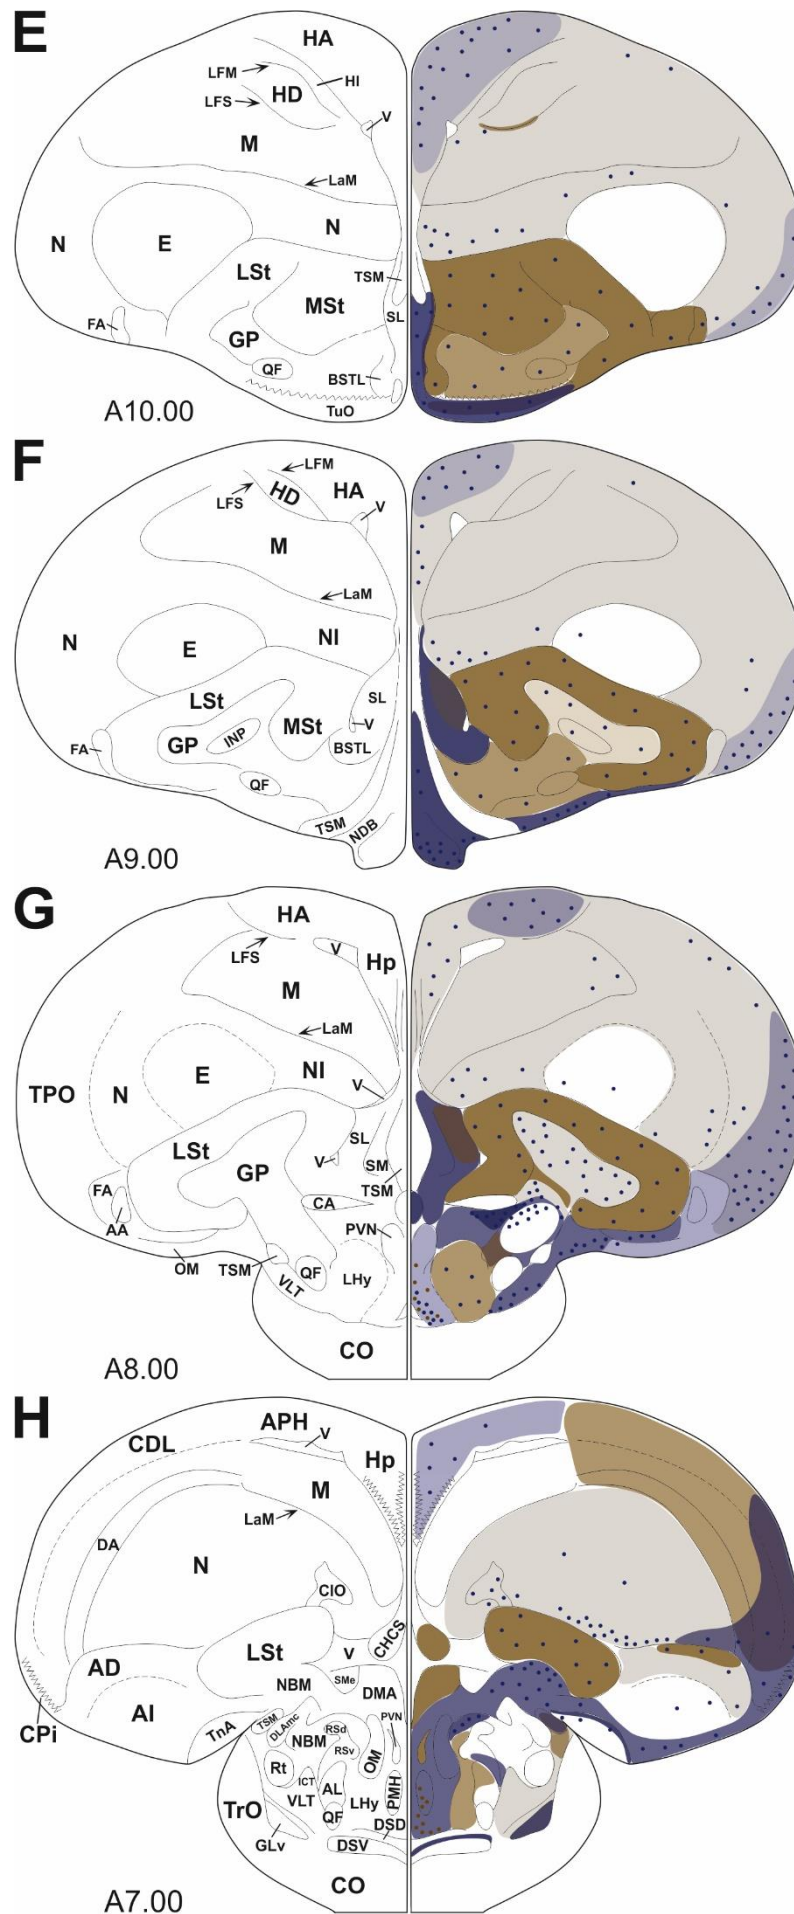 E
HA
LFM
HI
HD
LFS
V
M
LaM
N
N
E
LSt
TSM
MSt
SL
FA
GP
QF
BSTL
TuO
A10.00
F
LFM
HA
LFS
HD
V
M
LaM
N
NI
E
LSt
SL
V
MSt
FA
GP
INP
BSTL
QF
TSM
NDB
A9.00
G
HA
LFS
V
Hp
M
LaM
E
NI
TPO
N
V
LSt
SL
GP
V
SM
FA
TSM
CA
AA
PVN
OM
TSM
QF
LHy
VLT
CO
A8.00
H
APH
CDL
V
Hp
M
LaM
DA
N
ClO
CHCS
LSt
V
AD
SMe
NBM
DMA
AI
CPi
TnA
TSM
DLAmc
RSd
PVN
NBM
RSv
OM
Rt
ICT
AL
PMH
VLT
LHy
TrO
QF
DSD
GLv
DSV
CO
A7.00